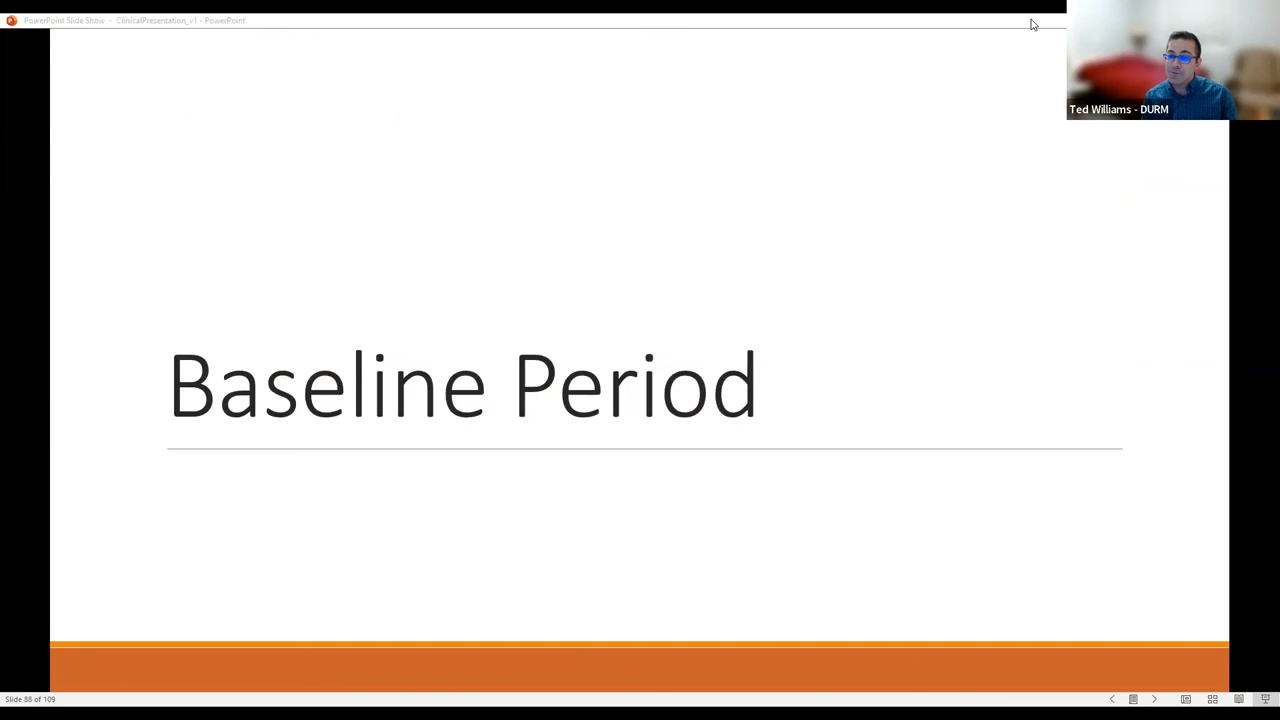 PowerPoint Slide Show - ClinicalPresentation_v1 - PowerPoint
Ted Williams - DURM
Baseline Period
Slide 88 of 109